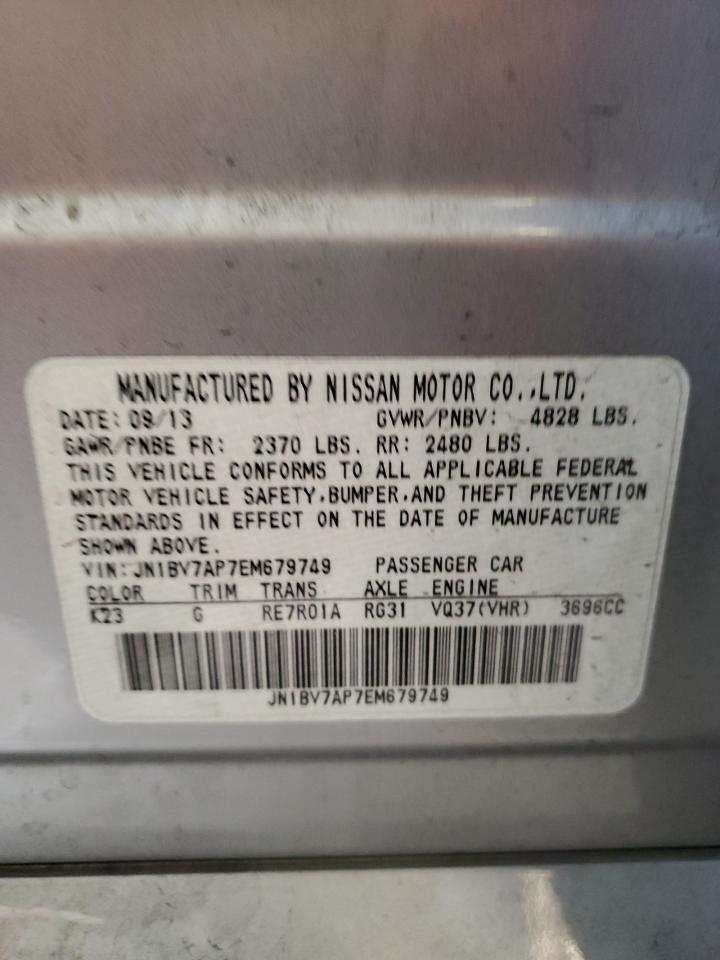 MANUFACTURED BY NISSAN MOTOR CO.,LTD.
DATE: 09/13 GVWR/PNBV: 4828 LBS.
GAWR/PNBE FR: 2370 LBS. RR: 2480 LBS.
THIS VEHICLE CONFORMS TO ALL APPLICABLE FEDERAL
MOTOR VEHICLE SAFETY,BUMPER,AND THEFT PREVENTION
STANDARDS IN EFFECT ON THE DATE OF MANUFACTURE
SHOWN ABOVE.
VIN: JN1BV7AP7EM679749 PASSENGER CAR
COLOR TRIM TRANS AXLE ENGINE
K23 G RE7R01A RG31 VQ37(VHR) 3696CC
JN1BV7AP7EM679749